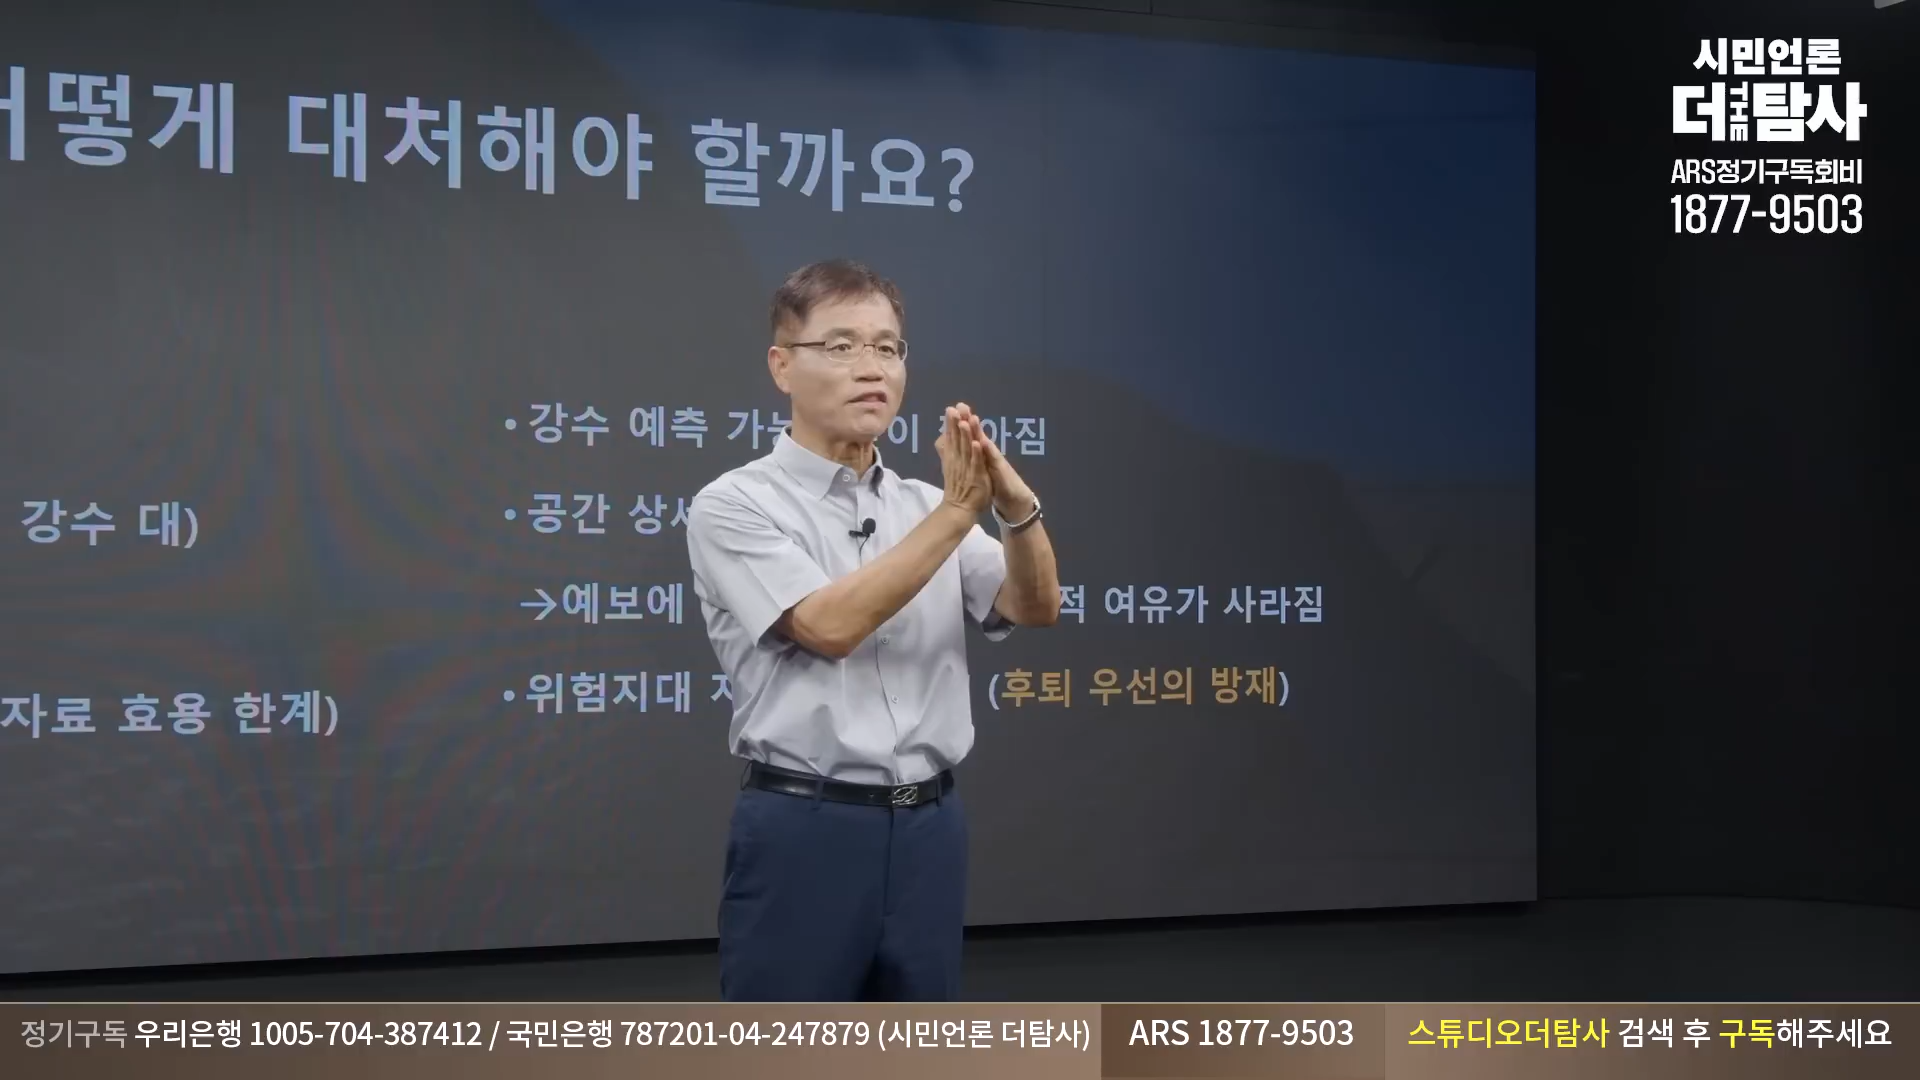 떻게 대처해야 할까요?
강수 대)
자료 효용 한계)
• 강수 예측
• 공간
→예보에 여유가 사라짐
• 위험지대 (후퇴 우선의 방재)
시민언론
더탐사
THE
ARS정기구독회비
1877-9503
정기구독 우리은행 1005-704-387412 / 국민은행 787201-04-247879 (시민언론 더탐사)
ARS 1877-9503
스튜디오더탐사 검색 후 구독해주세요